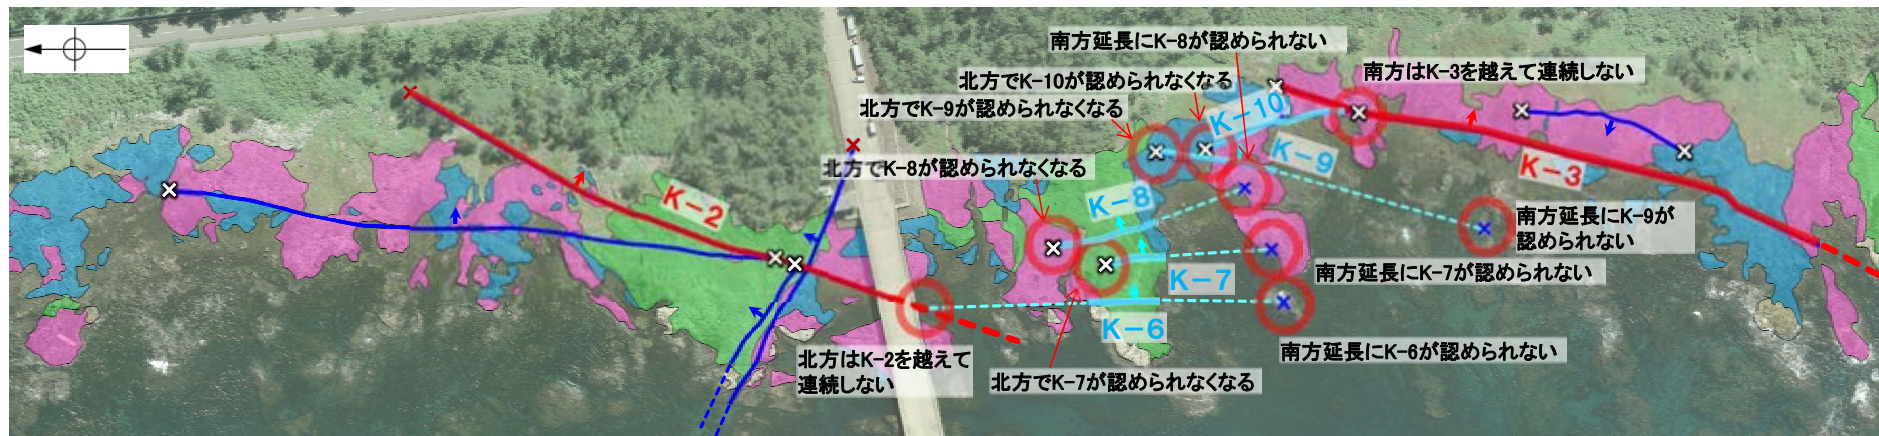 南方延長にK-8が認められない
北方でK-10が認められなくなる
南方はK-3を越えて連続しない
北方でK-9が認められなくなる
K-10
北方でK-8が認められなくなる
K-9
K-3
K-2
K-8
南方延長にK-9が
認められない
K-7
南方延長にK-7が認められない
K-6
南方延長にK-6が認められない
北方はK-2を越えて
連続しない
北方でK-7が認められなくなる